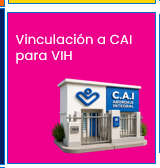 Vinculación a CAI
para VIH
C.A.I
ABORDAJE
INTEGRAL